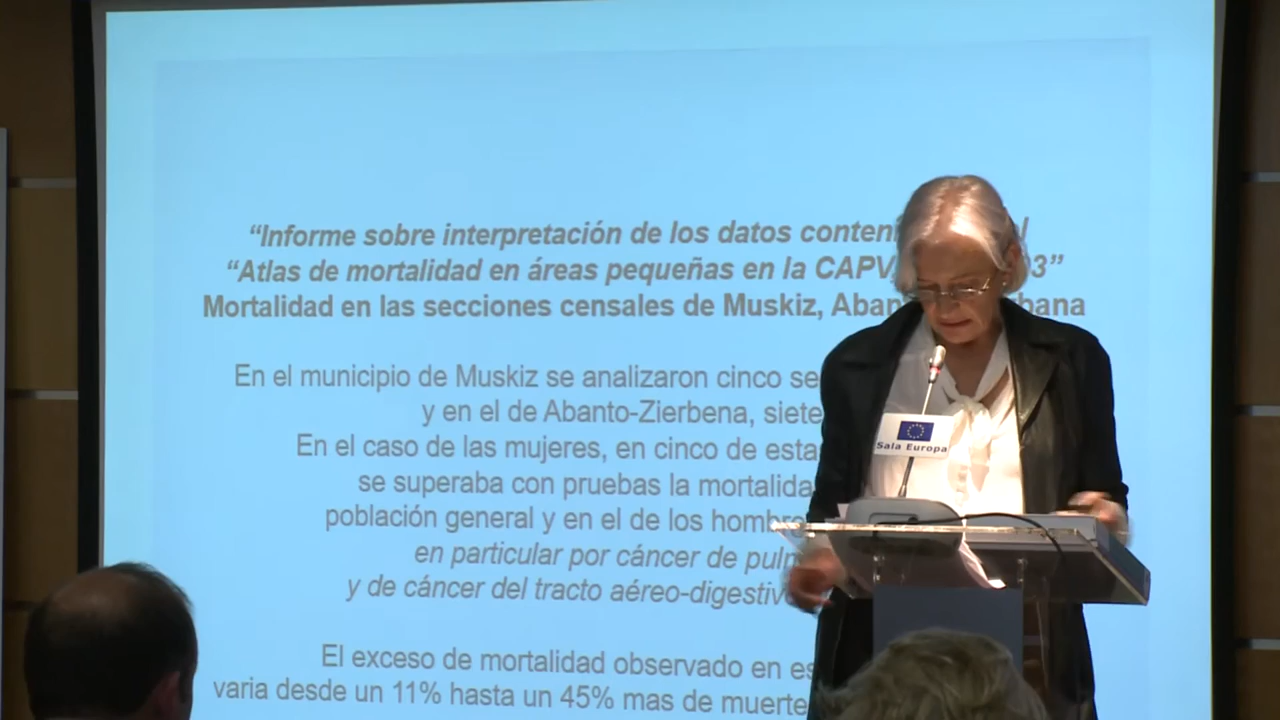 “Informe sobre interpretación de los datos conten
“Atlas de mortalidad en áreas pequeñas en la CAPV 3”
Mortalidad en las secciones censales de Muskiz, Aban bana
En el municipio de Muskiz se analizaron cinco se
y en el de Abanto-Zierbena, siete
En el caso de las mujeres, en cinco de esta
se superaba con pruebas la mortalida
población general y en el de los hombre
en particular por cáncer de pulm
y de cáncer del tracto aéreo-digestiv
El exceso de mortalidad observado en es
varia desde un 11% hasta un 45% mas de muerte
Sala Europa